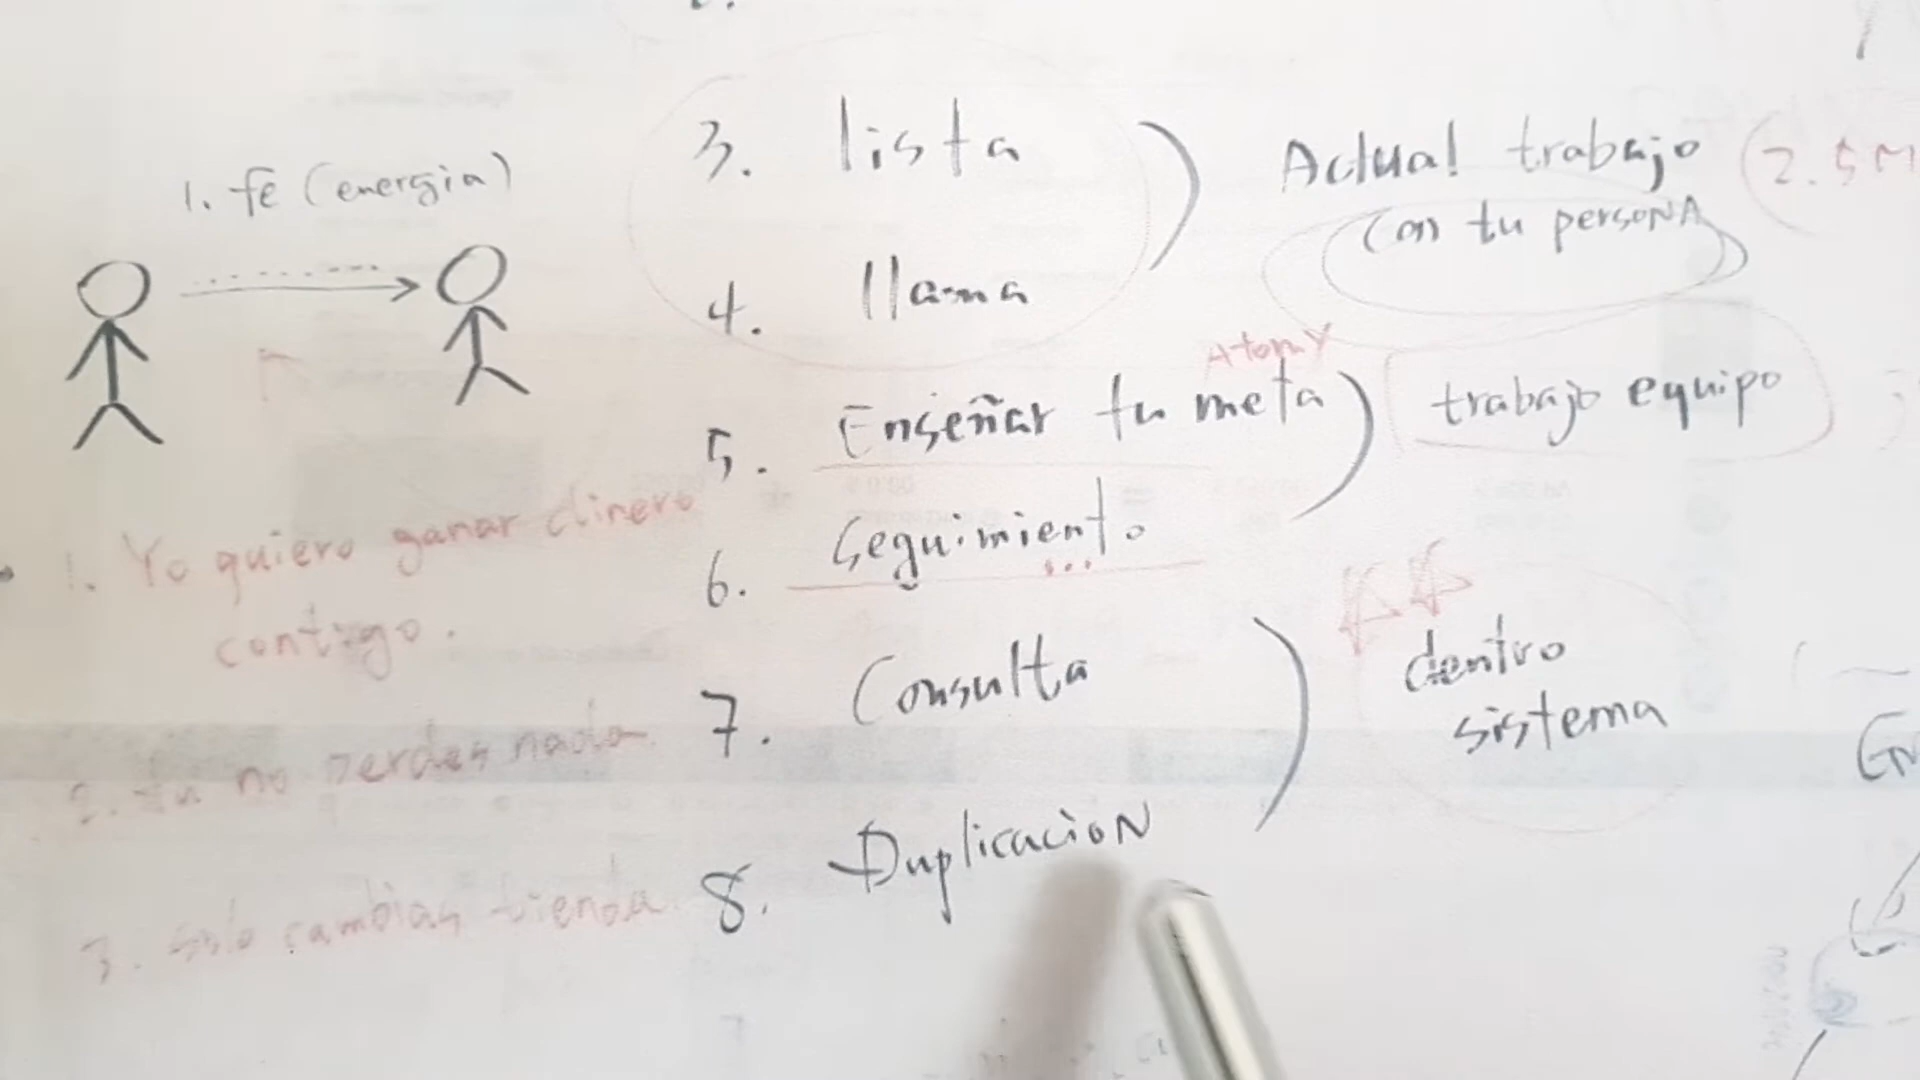 1. fe (energia)
1. Yo quiero ganar dinero
contigo.
2. tu no perdes nada.
3. solo cambias tienda
3. lista
4. llama
Actual trabajo
con tu persoNA
2.5M
Atomy
5. Enseñar tu meta
6. seguimiento
trabajo equipo
7. Consulta
8. DuplicacioN
dentro
sistema